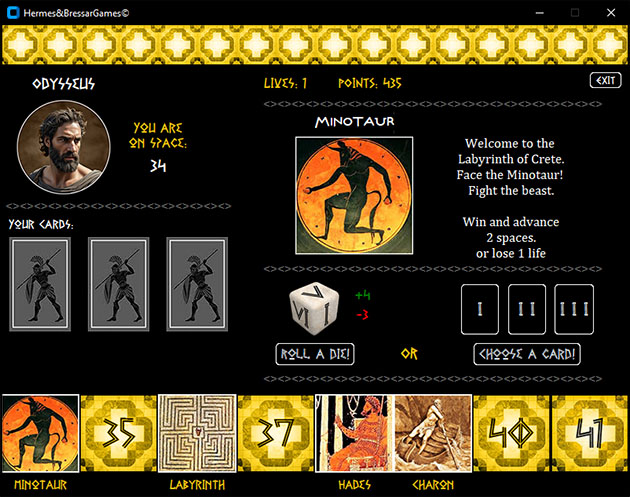 Hermes&BressarGames©
ODYSSEUS
LIVES: 1 POINTS: 435
EXIT
MINOTAUR
YOU ARE
ON SPACE:
34
Welcome to the
Labyrinth of Crete.
Face the Minotaur!
Fight the beast.
Win and advance
2 spaces.
or lose 1 life
YOUR CARDS:
V
VI I
+4
-3
I II III
ROLL A DIE! OR CHOOSE A CARD!
35 37 40 41
MINOTAUR LABYRINTH HADES CHARON